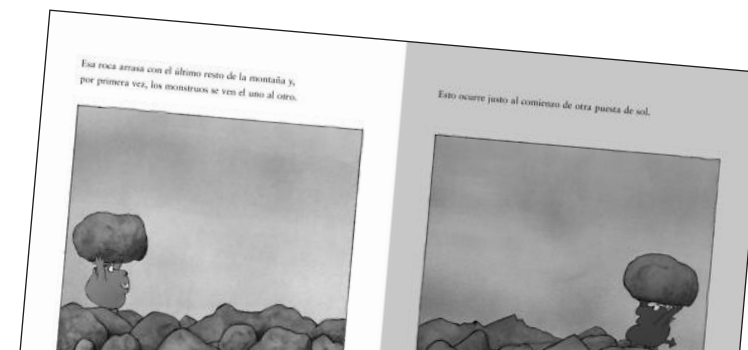 Esa roca arrasa con el último resto de la montaña y,
por primera vez, los monstruos se ven el uno al otro.
Esto ocurre justo al comienzo de otra puesta de sol.